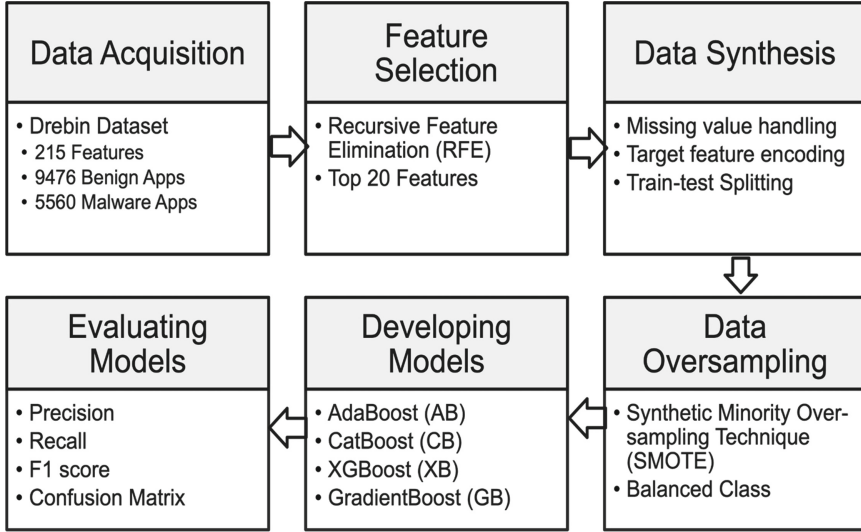 Data Acquisition
• Drebin Dataset
• 215 Features
• 9476 Benign Apps
• 5560 Malware Apps
Feature
Selection
• Recursive Feature
Elimination (RFE)
• Top 20 Features
Data Synthesis
• Missing value handling
• Target feature encoding
• Train-test Splitting
Data
Oversampling
• Synthetic Minority Over-
sampling Technique
(SMOTE)
• Balanced Class
Developing
Models
• AdaBoost (AB)
• CatBoost (CB)
• XGBoost (XB)
• GradientBoost (GB)
Evaluating
Models
• Precision
• Recall
• F1 score
• Confusion Matrix